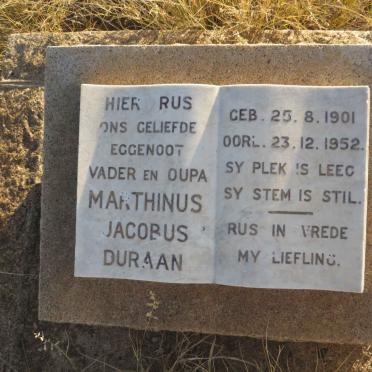 HIER RUS
ONS GELIEFDE
EGGENOOT
VADER EN OUPA
MARTHINUS
JACOBUS
DURAAN
GEB. 25. 8. 1901
OORL. 23. 12. 1952.
SY PLEK IS LEEG
SY STEM IS STIL.
RUS IN VREDE
MY LIEFLING.